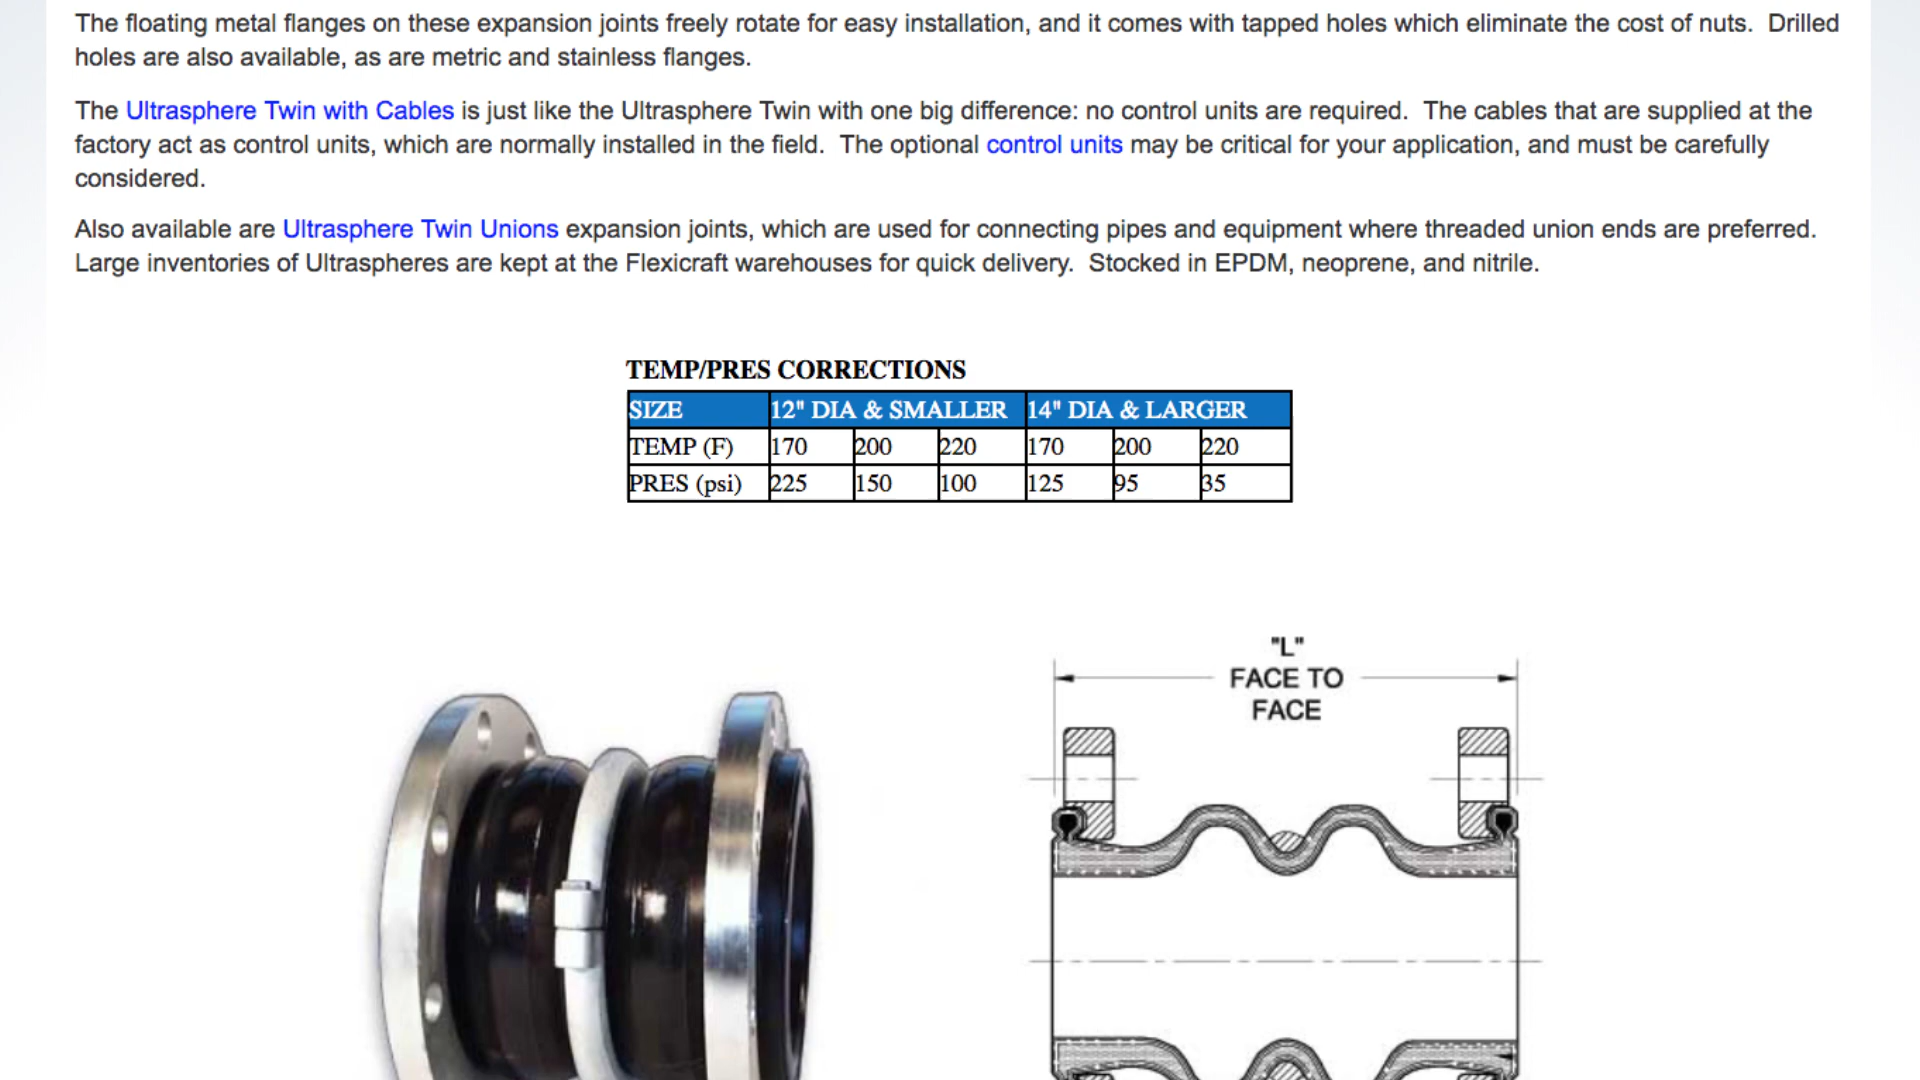 The floating metal flanges on these expansion joints freely rotate for easy installation, and it comes with tapped holes which eliminate the cost of nuts.  Drilled
holes are also available, as are metric and stainless flanges.
The Ultrasphere Twin with Cables is just like the Ultrasphere Twin with one big difference: no control units are required.  The cables that are supplied at the
factory act as control units, which are normally installed in the field.  The optional control units may be critical for your application, and must be carefully
considered.
Also available are Ultrasphere Twin Unions expansion joints, which are used for connecting pipes and equipment where threaded union ends are preferred.
Large inventories of Ultraspheres are kept at the Flexicraft warehouses for quick delivery.  Stocked in EPDM, neoprene, and nitrile.
TEMP/PRES CORRECTIONS
SIZE 12" DIA & SMALLER 14" DIA & LARGER
TEMP (F) 170 200 220 170 200 220
PRES (psi) 225 150 100 125 95 35
"L"
FACE TO
FACE